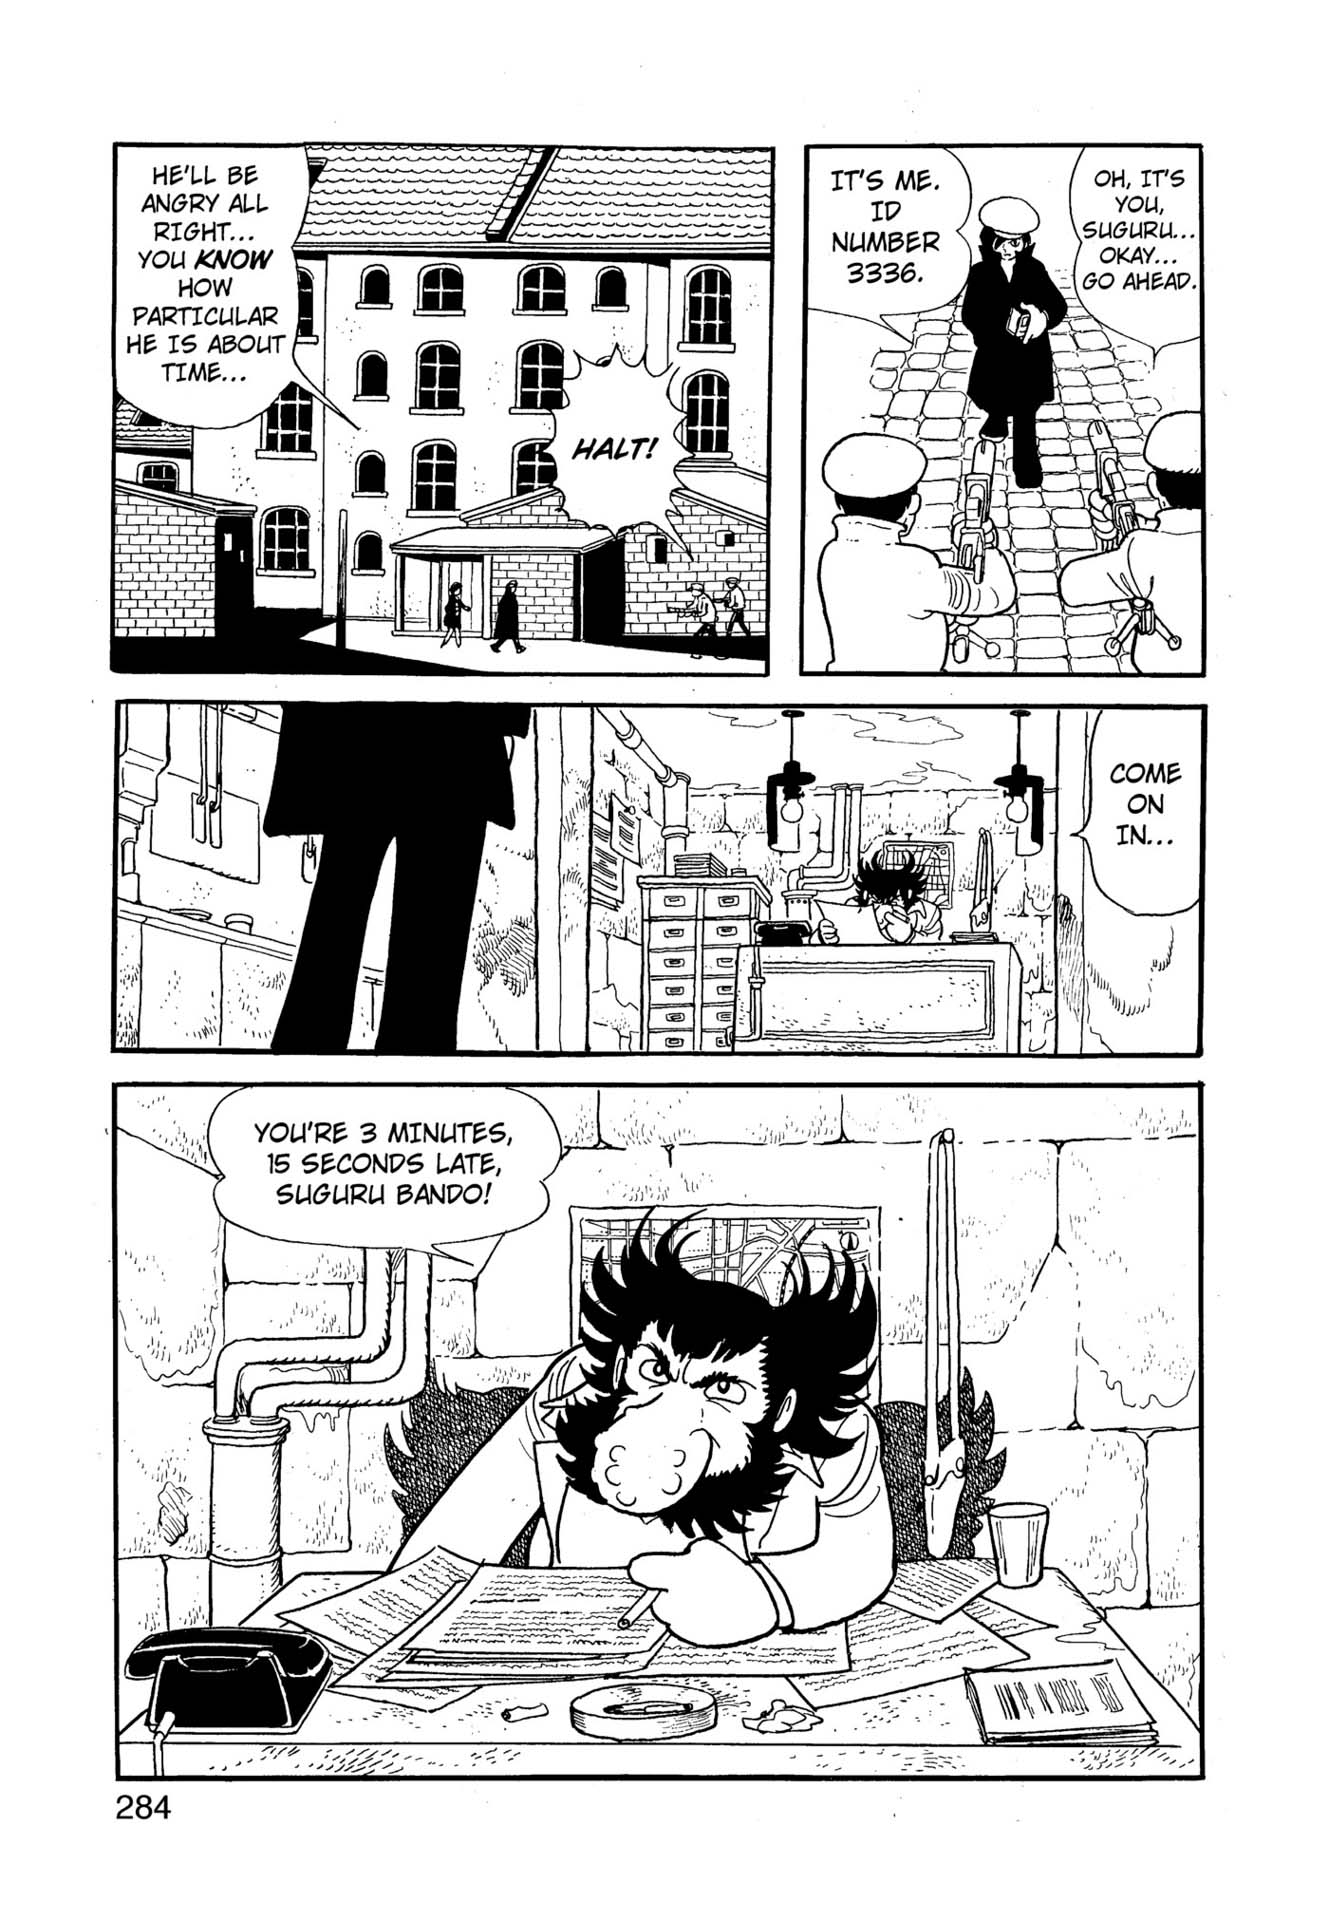 HE'LL BE
ANGRY ALL
RIGHT...
YOU KNOW
HOW
PARTICULAR
HE IS ABOUT
TIME...
HALT!
IT'S ME.
ID
NUMBER
3336.
OH, IT'S
YOU,
SUGURU...
OKAY...
GO AHEAD.
COME
ON
IN...
YOU'RE 3 MINUTES,
15 SECONDS LATE,
SUGURU BANDO!
284